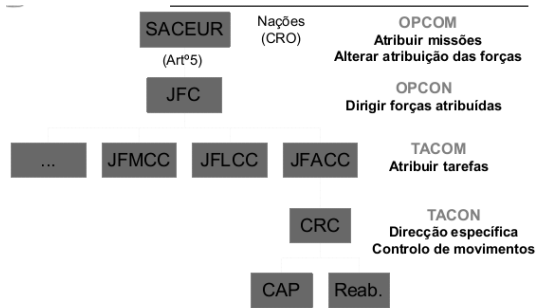 SACEUR
Nações
(CRO)
OPCOM
Atribuir missões
Alterar atribuição das forças
(Artº5)
JFC
OPCON
Dirigir forças atribuídas
...
JFMCC
JFLCC
JFACC
TACOM
Atribuir tarefas
CRC
TACON
Direcção específica
Controlo de movimentos
CAP
Reab.